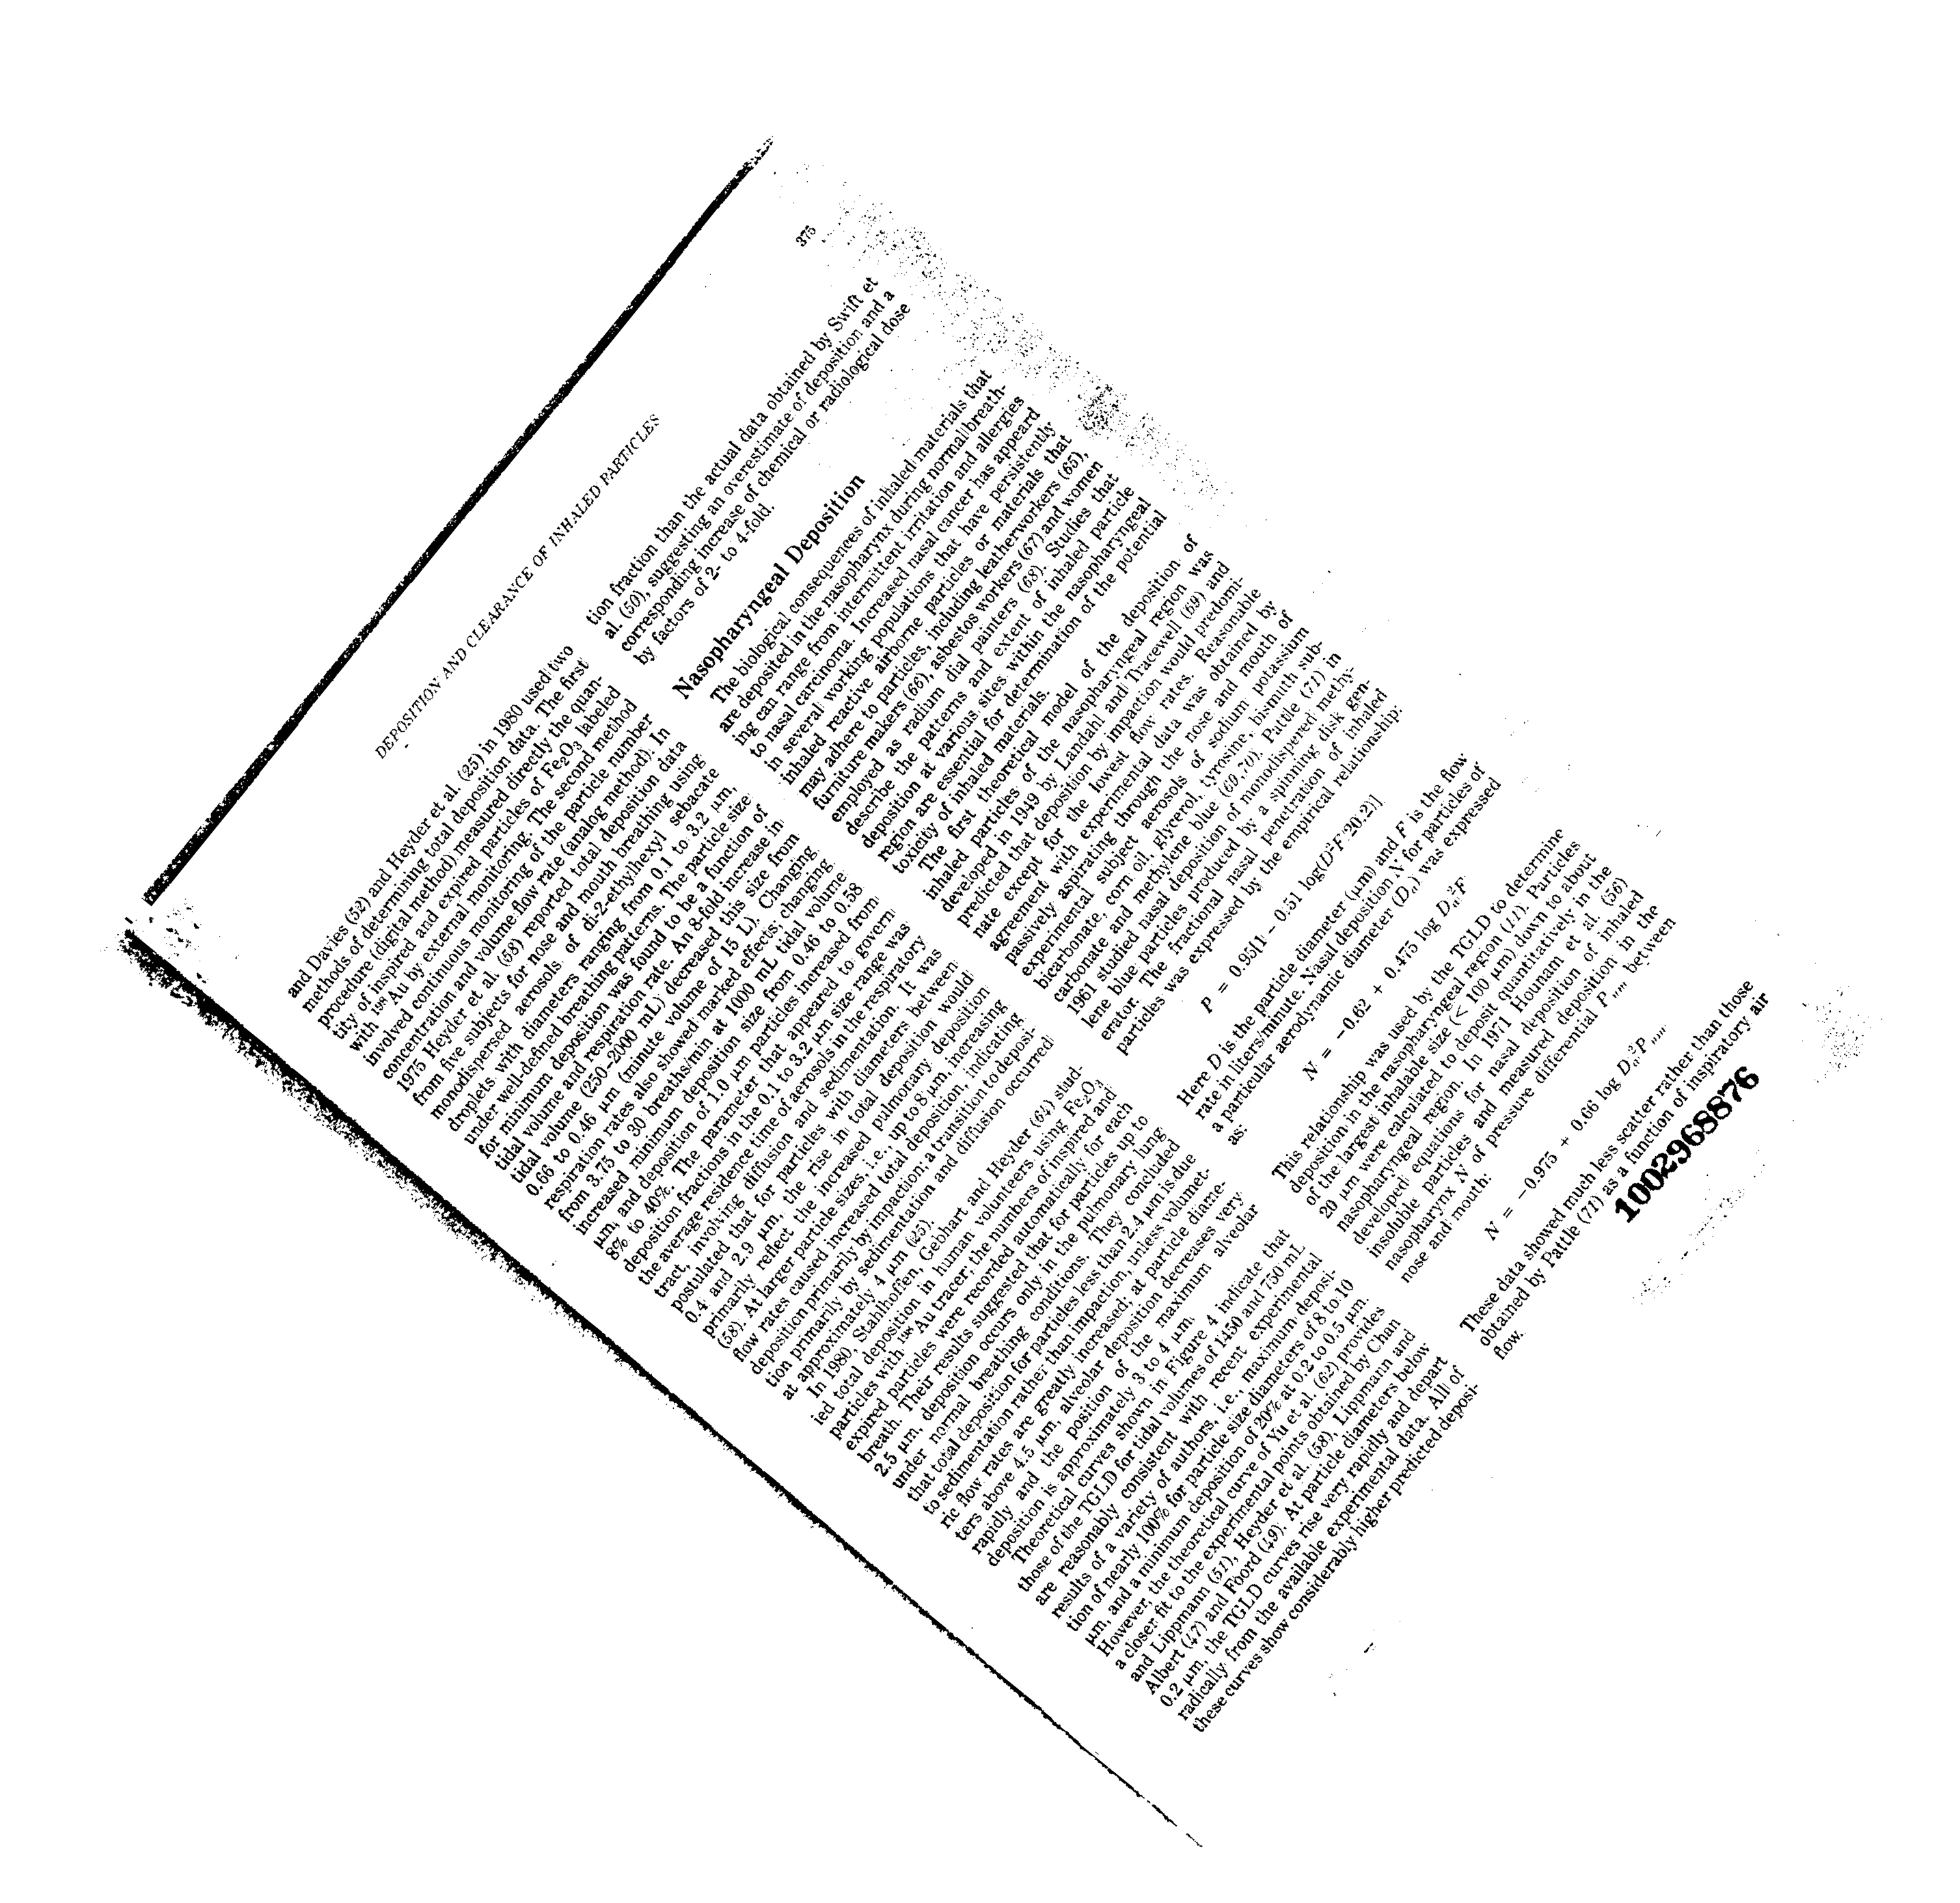 DEPOSITION AND CLEARANCE OF INHALED PARTICLES
375
and Davies (52) and Heyder et al. (25) in 1980 used two
methods of determining total deposition data. The first
procedure (digital method) measured directly the quan-
tity of inspired and expired particles of Fe₂O₃ labeled
with ¹⁹⁸Au by external monitoring. The second method
involved continuous monitoring of the particle number
concentration and volume flow rate (analog method). In
1975 Heyder et al. (58) reported total deposition data
from five subjects for nose and mouth breathing using
monodispersed aerosols of di-2-ethylhexyl sebacate
droplets with diameters ranging from 0.1 to 3.2 μm,
under well-defined breathing patterns. The particle size
for minimum deposition was found to be a function of
tidal volume and respiration rate. An 8-fold increase in
tidal volume (250-2000 mL) decreased this size from
0.66 to 0.46 μm (minute volume of 15 L). Changing
respiration rates also showed marked effects; changing
from 3.75 to 30 breaths/min at 1000 mL tidal volume
increased minimum deposition size from 0.46 to 0.58
μm, and deposition of 1.0 μm particles increased from
8% to 40%. The parameter that appeared to govern
deposition fractions in the 0.1 to 3.2 μm size range was
the average residence time of aerosols in the respiratory
tract, involving diffusion and sedimentation. It was
postulated that for particles with diameters between
0.4 and 2.9 μm, the rise in total deposition would
primarily reflect the increased pulmonary deposition
(58). At larger particle sizes, i.e., up to 8 μm, increasing
flow rates caused increased total deposition, indicating
deposition primarily by impaction; a transition to deposi-
tion primarily by sedimentation and diffusion occurred
at approximately 4 μm (25).
In 1980, Stahlhofen, Gebhart and Heyder (64) stud-
ied total deposition in human volunteers using Fe₂O₃
particles with ¹⁹⁸Au tracer; the numbers of inspired and
expired particles were recorded automatically for each
breath. Their results suggested that for particles up to
2.5 μm, deposition occurs only in the pulmonary lung
under normal breathing conditions. They concluded
that total deposition for particles less than 2.4 μm is due
to sedimentation rather than impaction, unless volumet-
ric flow rates are greatly increased; at particle diame-
ters above 4.5 μm, alveolar deposition decreases very
rapidly and the position of the maximum alveolar
deposition is approximately 3 to 4 μm.
Theoretical curves shown in Figure 4 indicate that
those of the TGLD for tidal volumes of 1450 and 750 mL
are reasonably consistent with recent experimental
results of a variety of authors, i.e., maximum deposi-
tion of nearly 100% for particle size diameters of 8 to 10
μm, and a minimum deposition of 20% at 0.2 to 0.5 μm.
However, the theoretical curve of Yu et al. (62) provides
a closer fit to the experimental points obtained by Chan
and Lippmann (51), Heyder et al. (58), Lippmann and
Albert (47) and Foord (49). At particle diameters below
0.2 μm, the TGLD curves rise very rapidly and depart
radically from the available experimental data. All of
these curves show considerably higher predicted deposi-
tion fraction than the actual data obtained by Swift et
al. (50), suggesting an overestimate of deposition and a
corresponding increase of chemical or radiological dose
by factors of 2- to 4-fold.
Nasopharyngeal Deposition
The biological consequences of inhaled materials that
are deposited in the nasopharynx during normal breath-
ing can range from intermittent irritation and allergies
to nasal carcinoma. Increased nasal cancer has appeard
in several working populations that have persistently
inhaled reactive airborne particles or materials that
may adhere to particles, including leatherworkers (65),
furniture makers (66), asbestos workers (67) and women
employed as radium dial painters (68). Studies that
describe the patterns and extent of inhaled particle
deposition at various sites within the nasopharyngeal
region are essential for determination of the potential
toxicity of inhaled materials.
The first theoretical model of the deposition of
inhaled particles of the nasopharyngeal region was
developed in 1949 by Landahl and Tracewell (69) and
predicted that deposition by impaction would predomi-
nate except for the lowest flow rates. Reasonable
agreement with experimental data was obtained by
passively aspirating through the nose and mouth of
experimental subject aerosols of sodium potassium
bicarbonate, corn oil, glycerol, tyrosine, bismuth sub-
carbonate and methylene blue (69,70). Pattle (71) in
1961 studied nasal deposition of monodispersed methy-
lene blue particles produced by a spinning disk gen-
erator. The fractional nasal penetration of inhaled
particles was expressed by the empirical relationship:
P = 0.95[1 − 0.51 log(D²F/20.2)]
Here D is the particle diameter (μm) and F is the flow
rate in liters/minute. Nasal deposition N for particles of
a particular aerodynamic diameter (Dₐ) was expressed
as:
N = −0.62 + 0.475 log Dₐ²F
This relationship was used by the TGLD to determine
deposition in the nasopharyngeal region (11). Particles
of the largest inhalable size (< 100 μm) down to about
20 μm were calculated to deposit quantitatively in the
nasopharyngeal region. In 1971 Hounam et al. (56)
developed equations for nasal deposition of inhaled
insoluble particles and measured deposition in the
nasopharynx N of pressure differential P between
nose and mouth:
N = −0.975 + 0.66 log Dₐ²P
These data showed much less scatter rather than those
obtained by Pattle (71) as a function of inspiratory air
flow.
1002968876